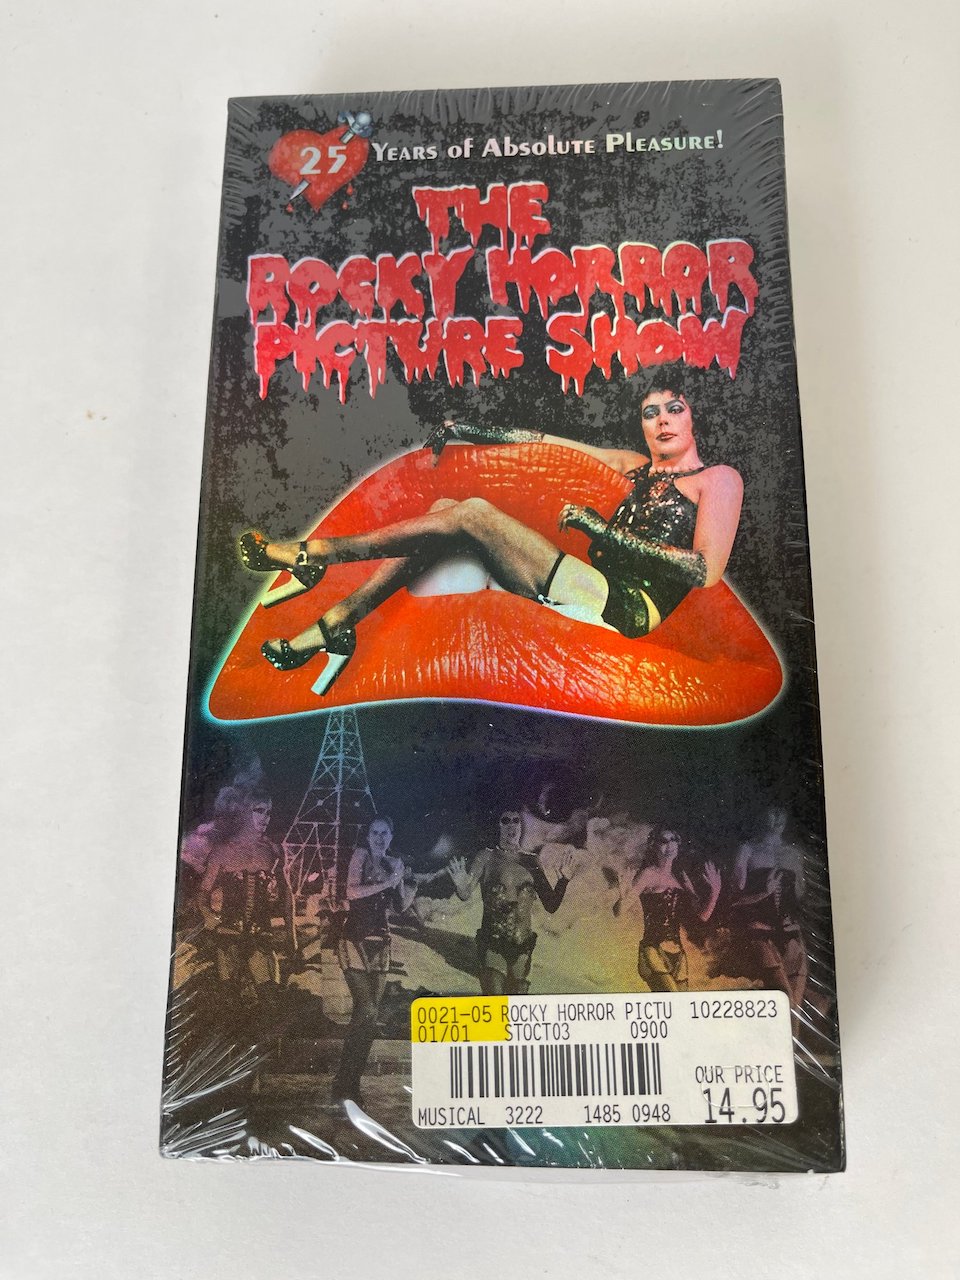 25 Years of Absolute Pleasure!
THE
ROCKY HORROR
PICTURE SHOW
0021-05 ROCKY HORROR PICTU 10228823
01/01 STOCT03 0900
OUR PRICE
MUSICAL 3222 1485 0948 14.95